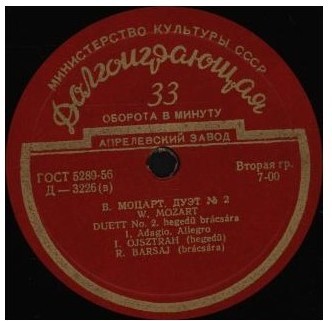 МИНИСТЕРСТВО КУЛЬТУРЫ СССР
Долгоиграющая
33
ОБОРОТА В МИНУТУ
АПРЕЛЕВСКИЙ ЗАВОД
ГОСТ 5289-56
Д — 3226 (в)
Вторая гр.
7-00
В. МОЦАРТ. ДУЭТ № 2
W. MOZART
DUETT No. 2. hegedű brácsára
1. Adagio, Allegro
I. OJSZTRAH (hegedű)
R. BARSAJ (brácsára)